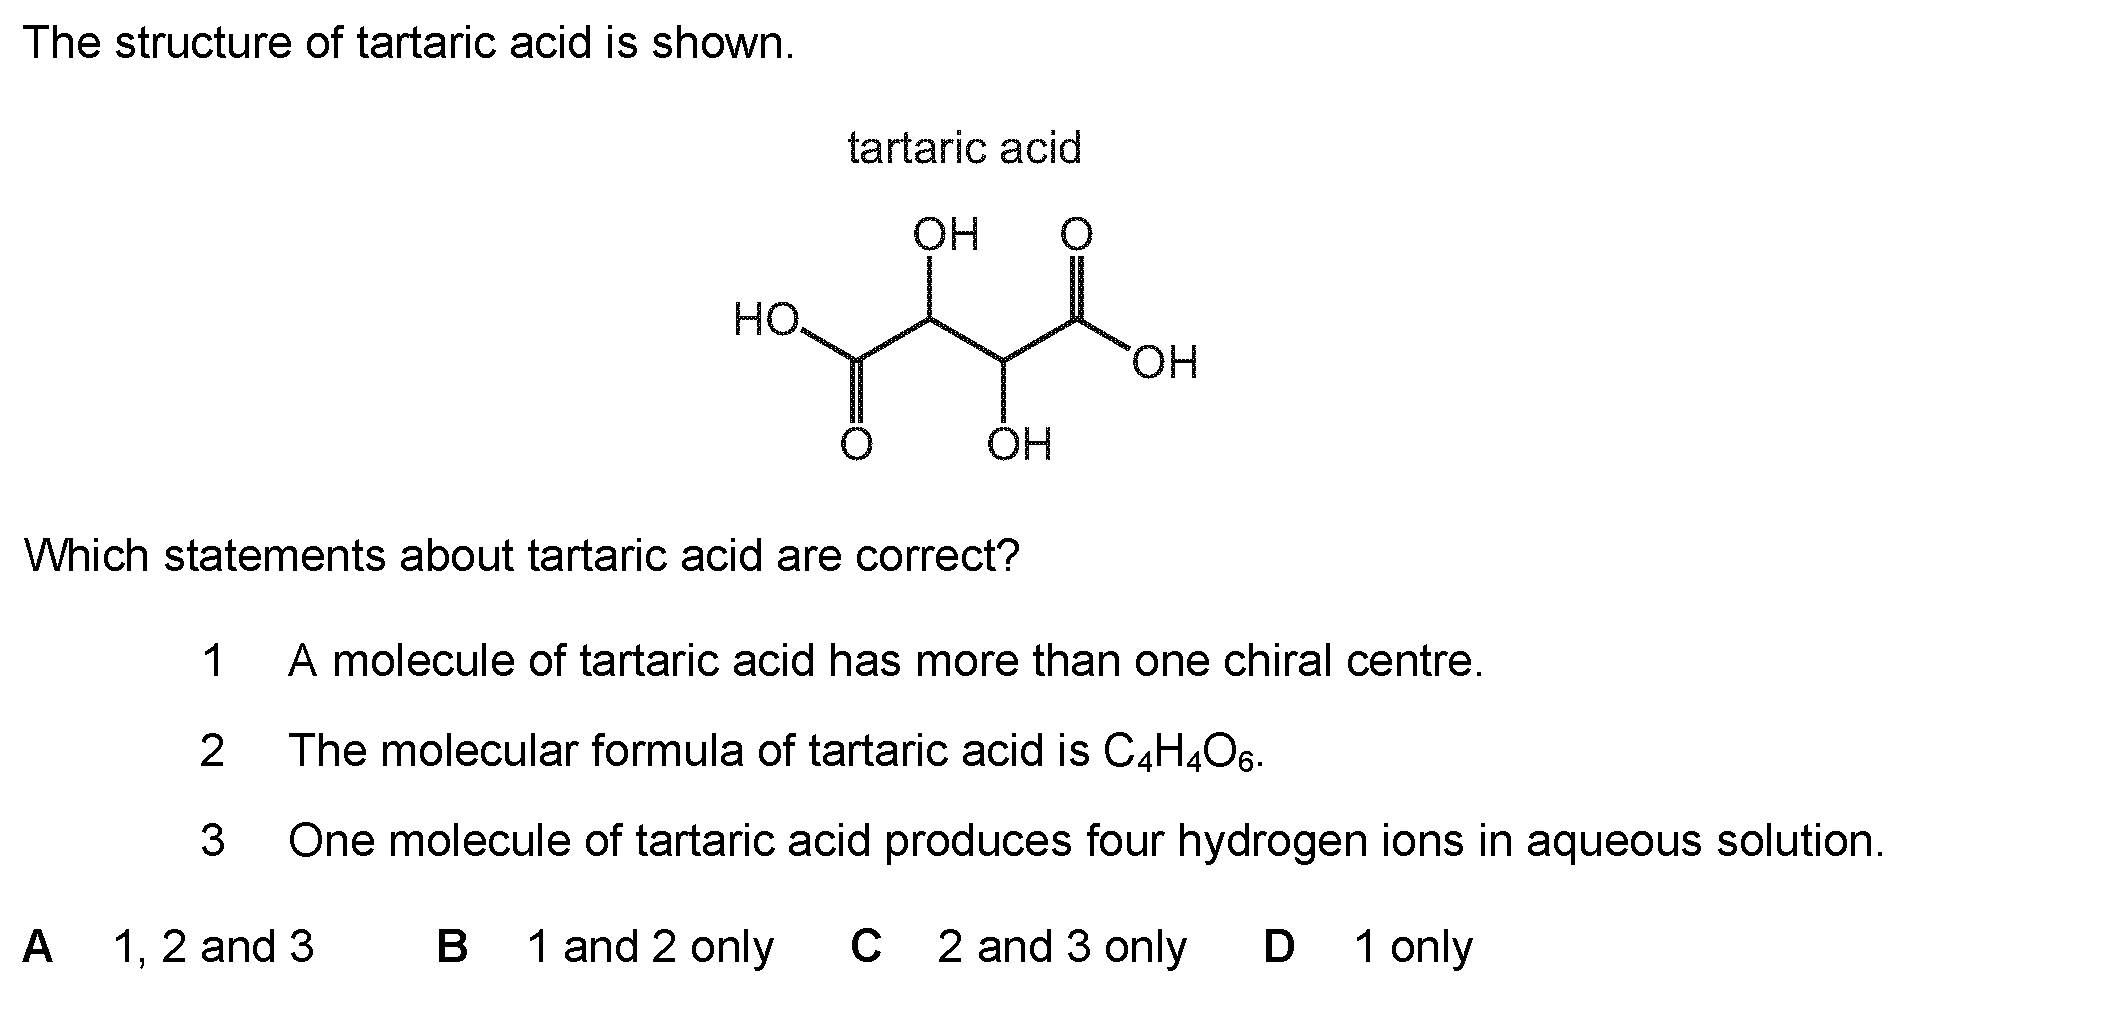 The structure of tartaric acid is shown.
tartaric acid
OH O
HO
OH
O OH
Which statements about tartaric acid are correct?
1 A molecule of tartaric acid has more than one chiral centre.
2 The molecular formula of tartaric acid is C₄H₄O₆.
3 One molecule of tartaric acid produces four hydrogen ions in aqueous solution.
A 1, 2 and 3 B 1 and 2 only C 2 and 3 only D 1 only